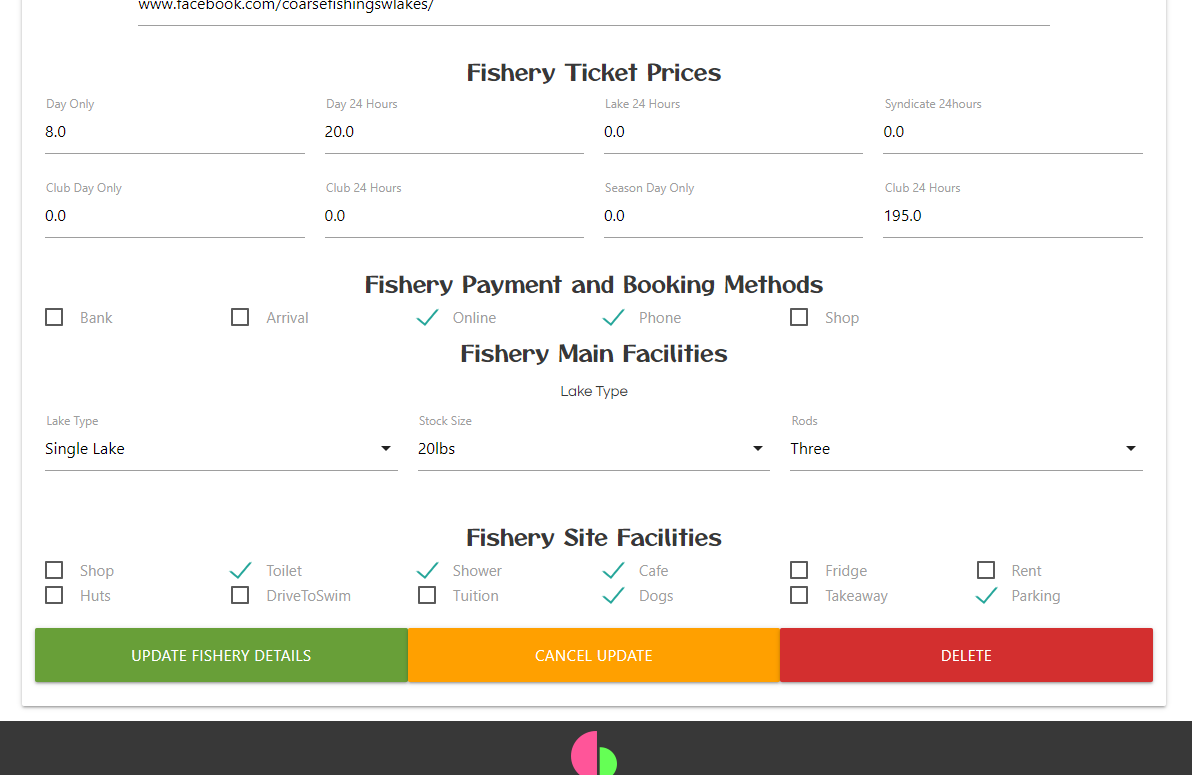 www.facebook.com/coarsefishingswlakes/
Fishery Ticket Prices
Day Only Day 24 Hours Lake 24 Hours Syndicate 24hours
8.0 20.0 0.0 0.0
Club Day Only Club 24 Hours Season Day Only Club 24 Hours
0.0 0.0 0.0 195.0
Fishery Payment and Booking Methods
Bank Arrival Online Phone Shop
Fishery Main Facilities
Lake Type
Lake Type Stock Size Rods
Single Lake 20lbs Three
Fishery Site Facilities
Shop Toilet Shower Cafe Fridge Rent
Huts DriveToSwim Tuition Dogs Takeaway Parking
UPDATE FISHERY DETAILS CANCEL UPDATE DELETE